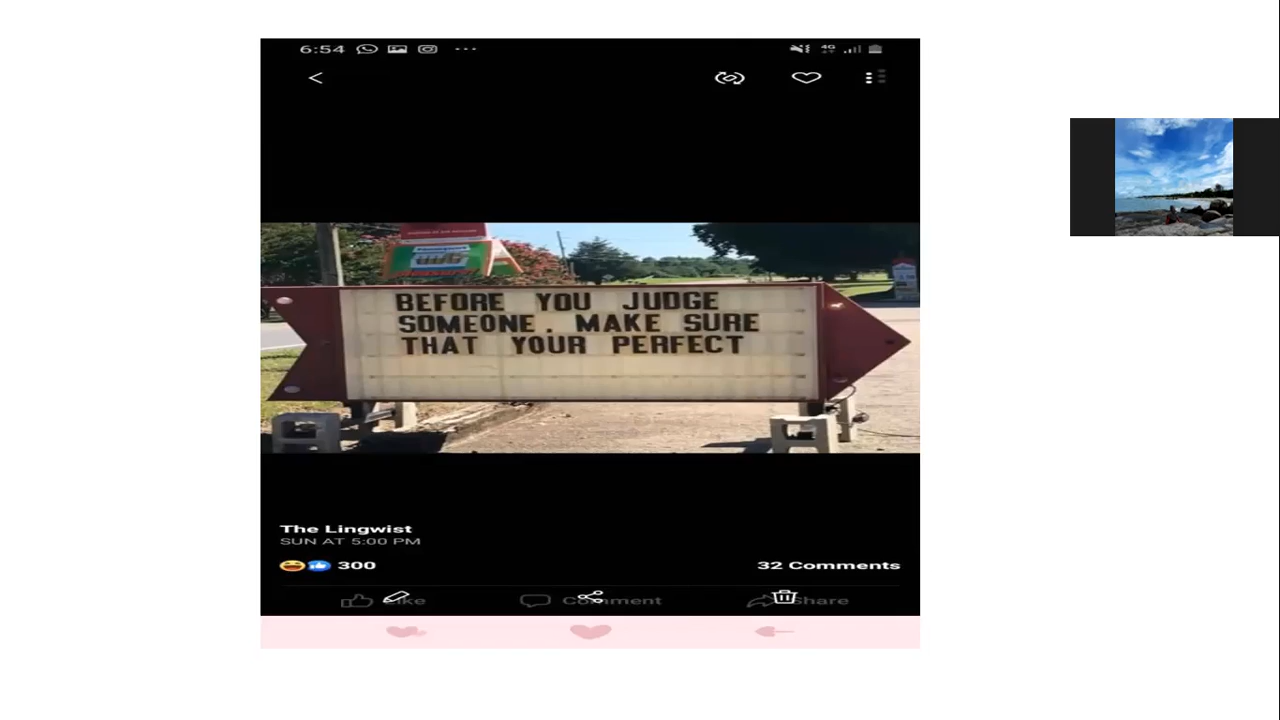 6:54
4G
BEFORE YOU JUDGE
SOMEONE. MAKE SURE
THAT YOUR PERFECT
The Lingwist
SUN AT 5:00 PM
300
32 Comments
Like
Comment
Share